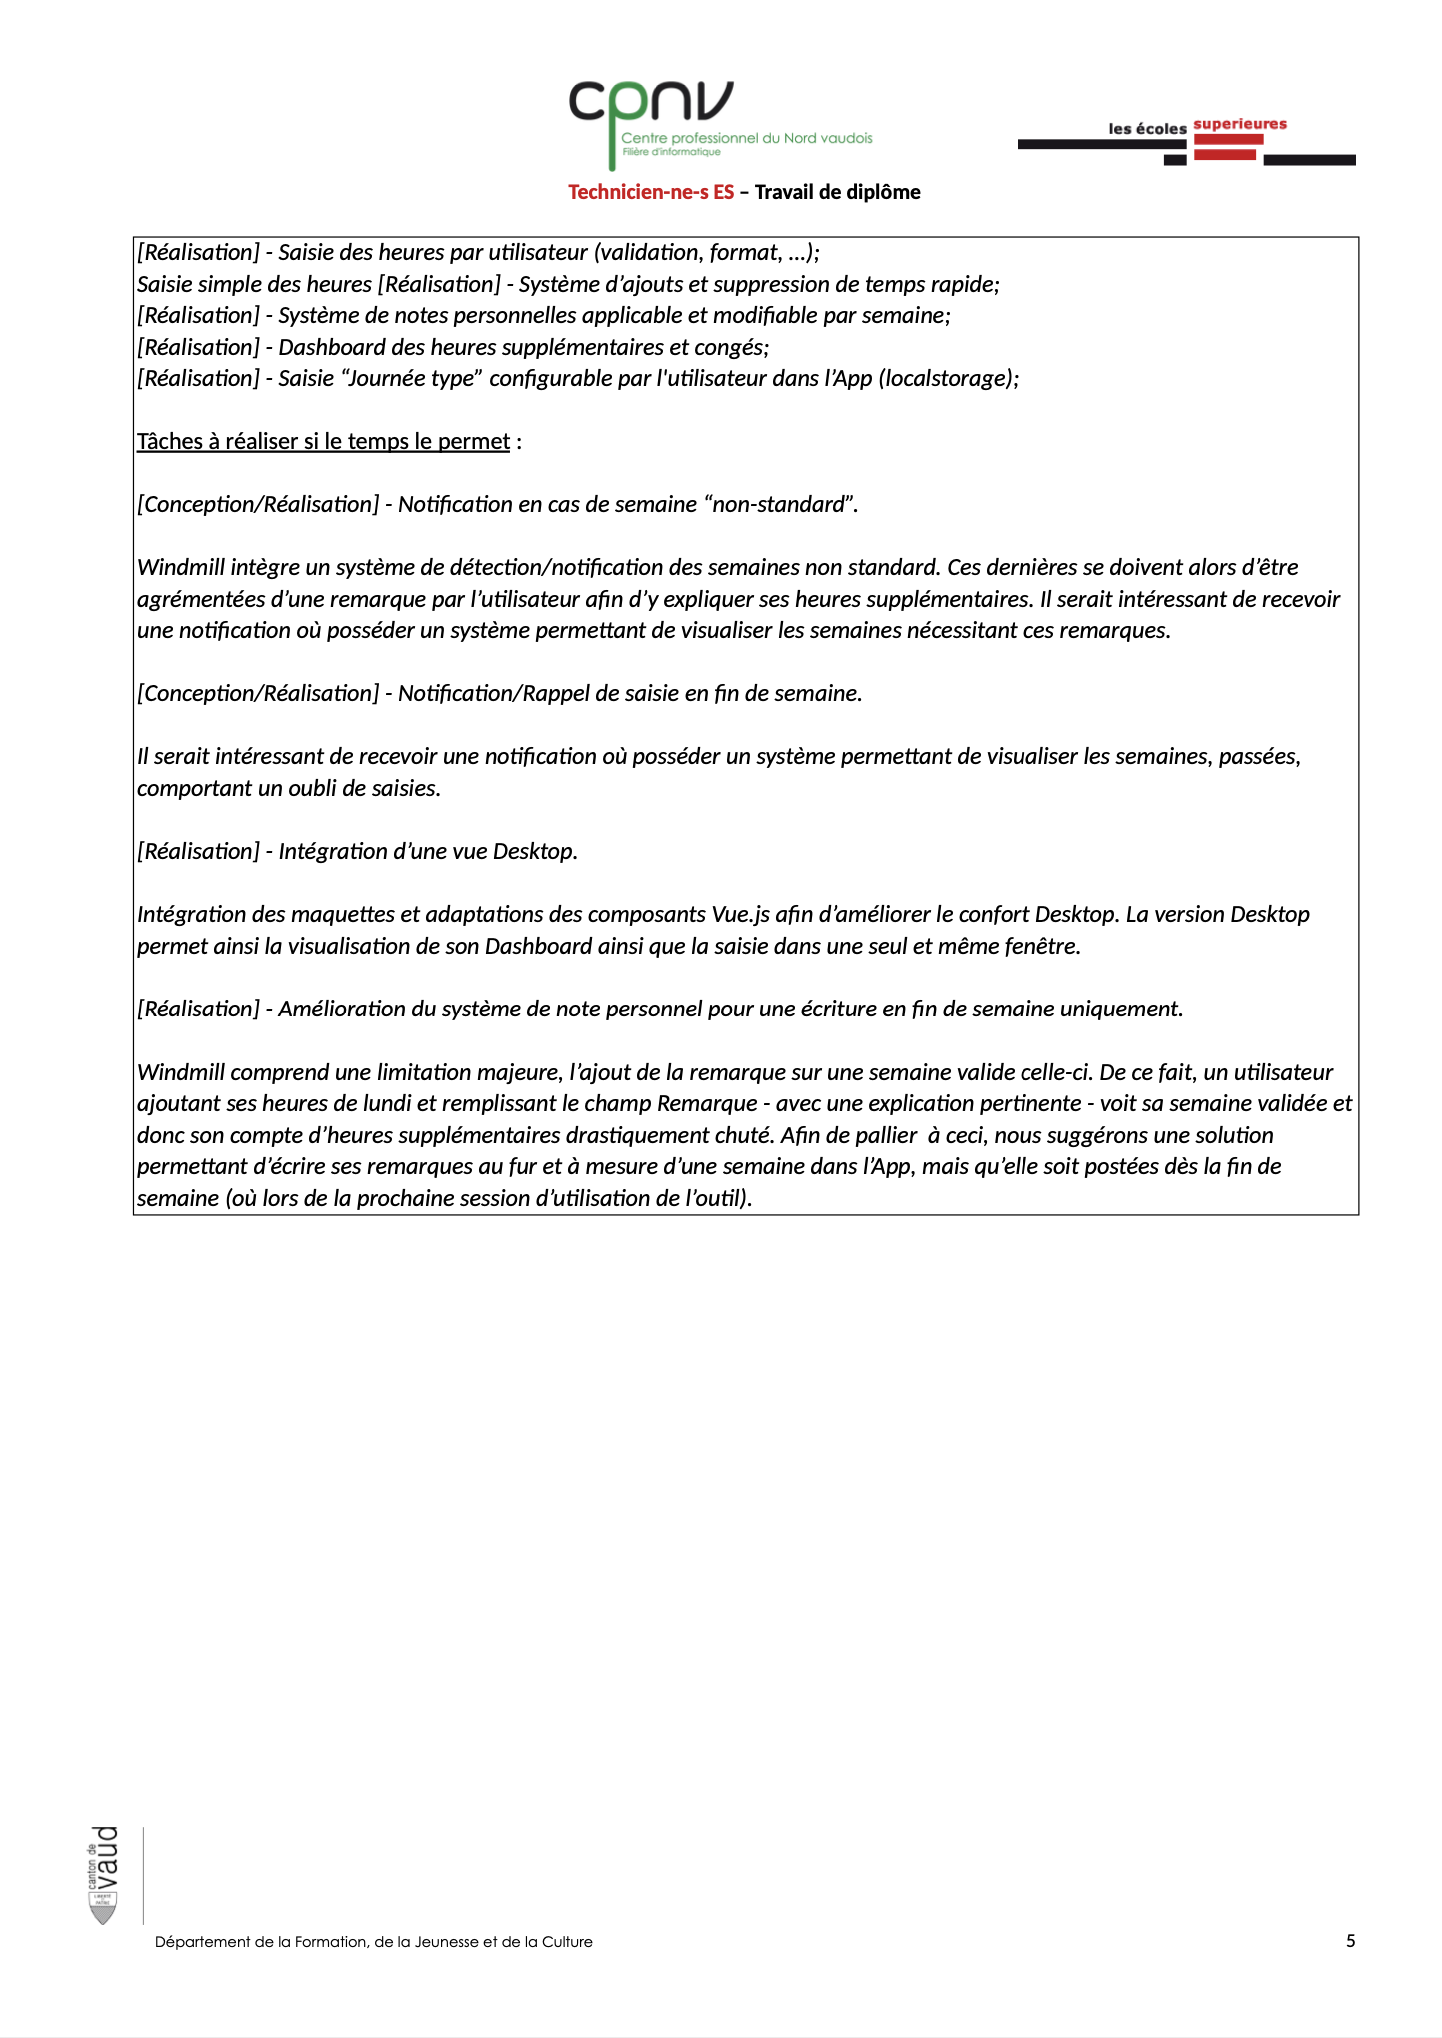 cpnv
Centre professionnel du Nord vaudois
Filière d'informatique
les écoles superieures
Technicien-ne-s ES – Travail de diplôme
[Réalisation] - Saisie des heures par utilisateur (validation, format, …);
Saisie simple des heures [Réalisation] - Système d’ajouts et suppression de temps rapide;
[Réalisation] - Système de notes personnelles applicable et modifiable par semaine;
[Réalisation] - Dashboard des heures supplémentaires et congés;
[Réalisation] - Saisie “Journée type” configurable par l'utilisateur dans l’App (localstorage);
Tâches à réaliser si le temps le permet :
[Conception/Réalisation] - Notification en cas de semaine “non-standard”.
Windmill intègre un système de détection/notification des semaines non standard. Ces dernières se doivent alors d’être
agrémentées d’une remarque par l’utilisateur afin d’y expliquer ses heures supplémentaires. Il serait intéressant de recevoir
une notification où posséder un système permettant de visualiser les semaines nécessitant ces remarques.
[Conception/Réalisation] - Notification/Rappel de saisie en fin de semaine.
Il serait intéressant de recevoir une notification où posséder un système permettant de visualiser les semaines, passées,
comportant un oubli de saisies.
[Réalisation] - Intégration d’une vue Desktop.
Intégration des maquettes et adaptations des composants Vue.js afin d’améliorer le confort Desktop. La version Desktop
permet ainsi la visualisation de son Dashboard ainsi que la saisie dans une seul et même fenêtre.
[Réalisation] - Amélioration du système de note personnel pour une écriture en fin de semaine uniquement.
Windmill comprend une limitation majeure, l’ajout de la remarque sur une semaine valide celle-ci. De ce fait, un utilisateur
ajoutant ses heures de lundi et remplissant le champ Remarque - avec une explication pertinente - voit sa semaine validée et
donc son compte d’heures supplémentaires drastiquement chuté. Afin de pallier  à ceci, nous suggérons une solution
permettant d’écrire ses remarques au fur et à mesure d’une semaine dans l’App, mais qu’elle soit postées dès la fin de
semaine (où lors de la prochaine session d’utilisation de l’outil).
canton de
vaud
LIBERTÉ
ET
PATRIE
Département de la Formation, de la Jeunesse et de la Culture
5